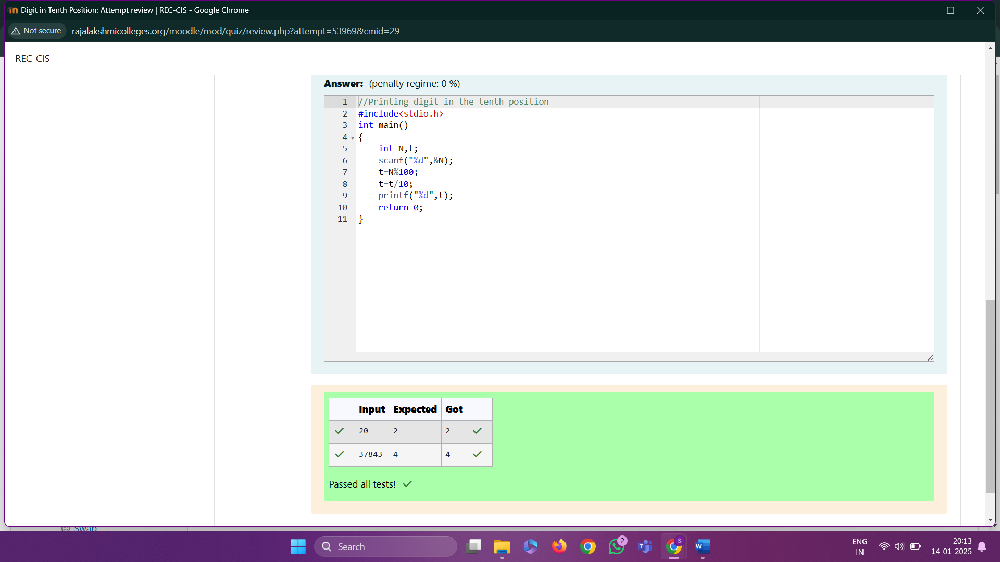 Digit in Tenth Position: Attempt review | REC-CIS - Google Chrome
Not secure rajalakshmicolleges.org/moodle/mod/quiz/review.php?attempt=53969&cmid=29
REC-CIS
Answer: (penalty regime: 0 %)
1 //Printing digit in the tenth position
2 #include<stdio.h>
3 int main()
4 {
5 int N,t;
6 scanf("%d",&N);
7 t=N%100;
8 t=t/10;
9 printf("%d",t);
10 return 0;
11 }
Input Expected Got
20 2 2
37843 4 4
Passed all tests!
Swap
Search
2
S
T
W
ENG
IN
20:13
14-01-2025